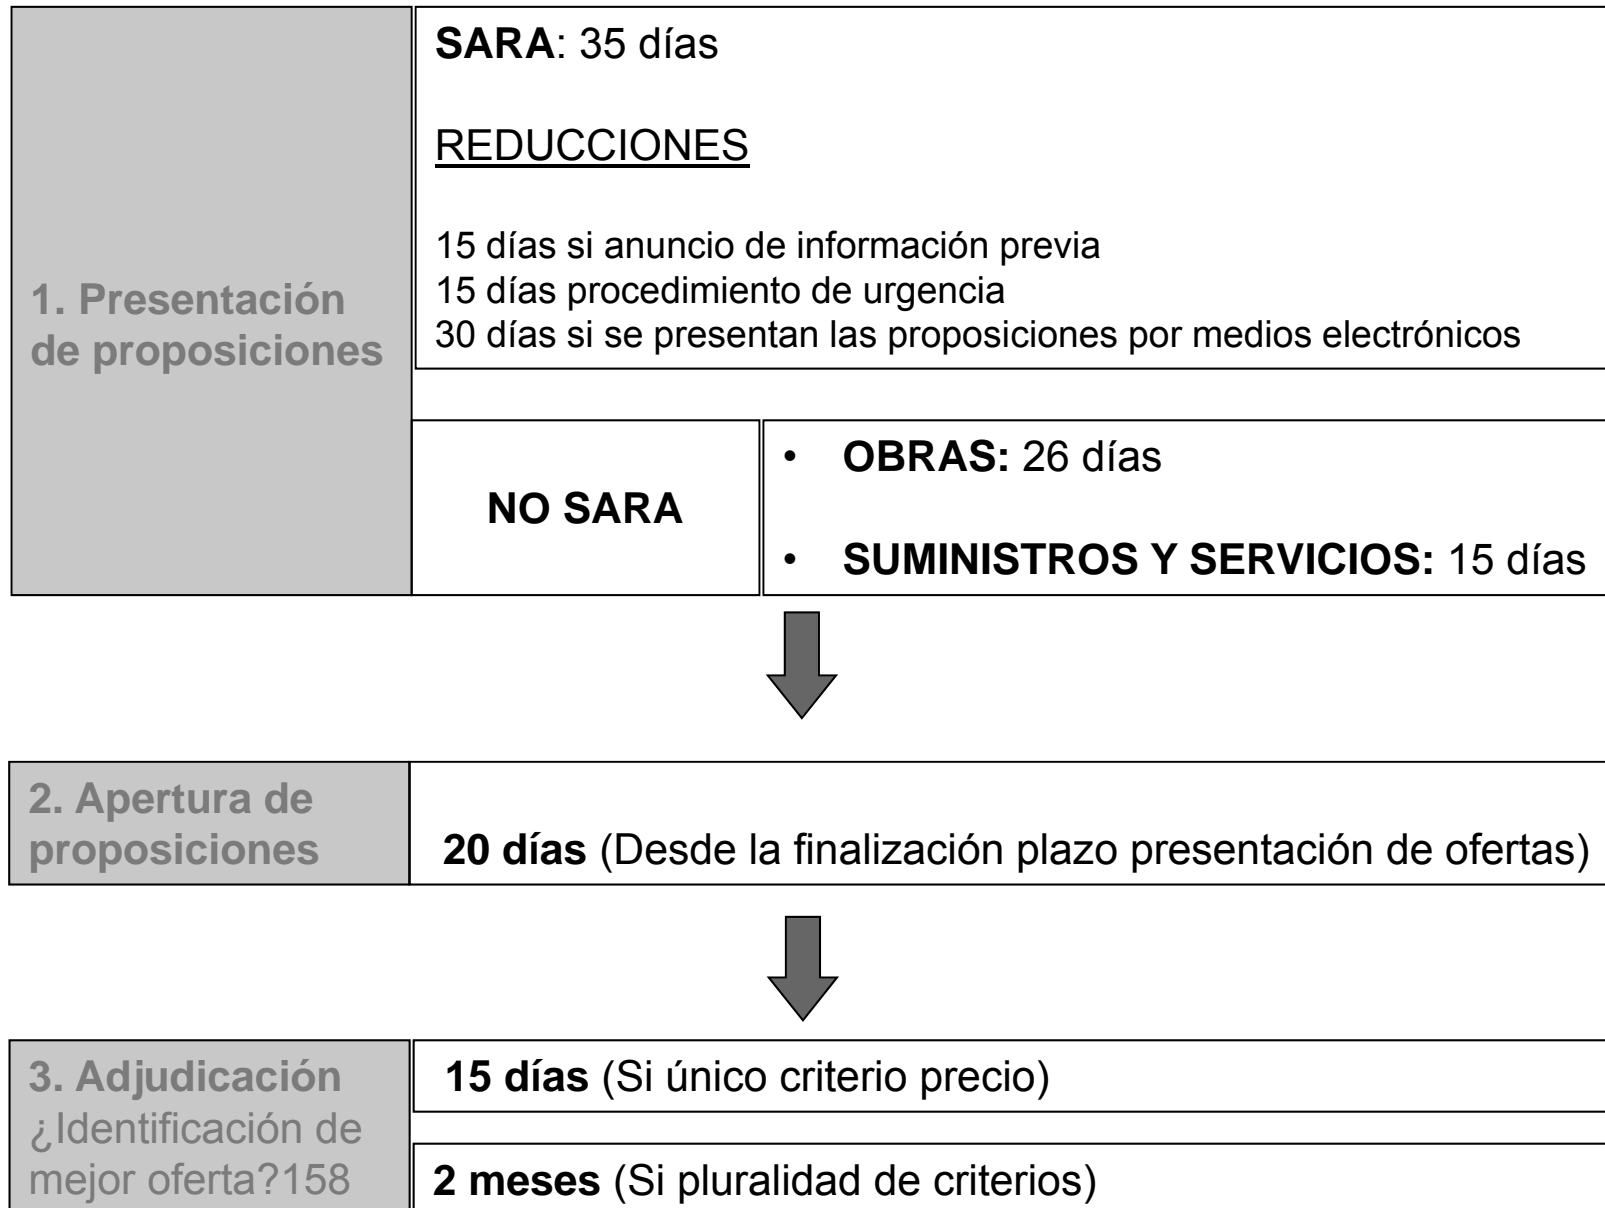 1. Presentación
de proposiciones
SARA: 35 días
REDUCCIONES
15 días si anuncio de información previa
15 días procedimiento de urgencia
30 días si se presentan las proposiciones por medios electrónicos
NO SARA
• OBRAS: 26 días
• SUMINISTROS Y SERVICIOS: 15 días
2. Apertura de
proposiciones
20 días (Desde la finalización plazo presentación de ofertas)
3. Adjudicación
¿Identificación de
mejor oferta?158
15 días (Si único criterio precio)
2 meses (Si pluralidad de criterios)